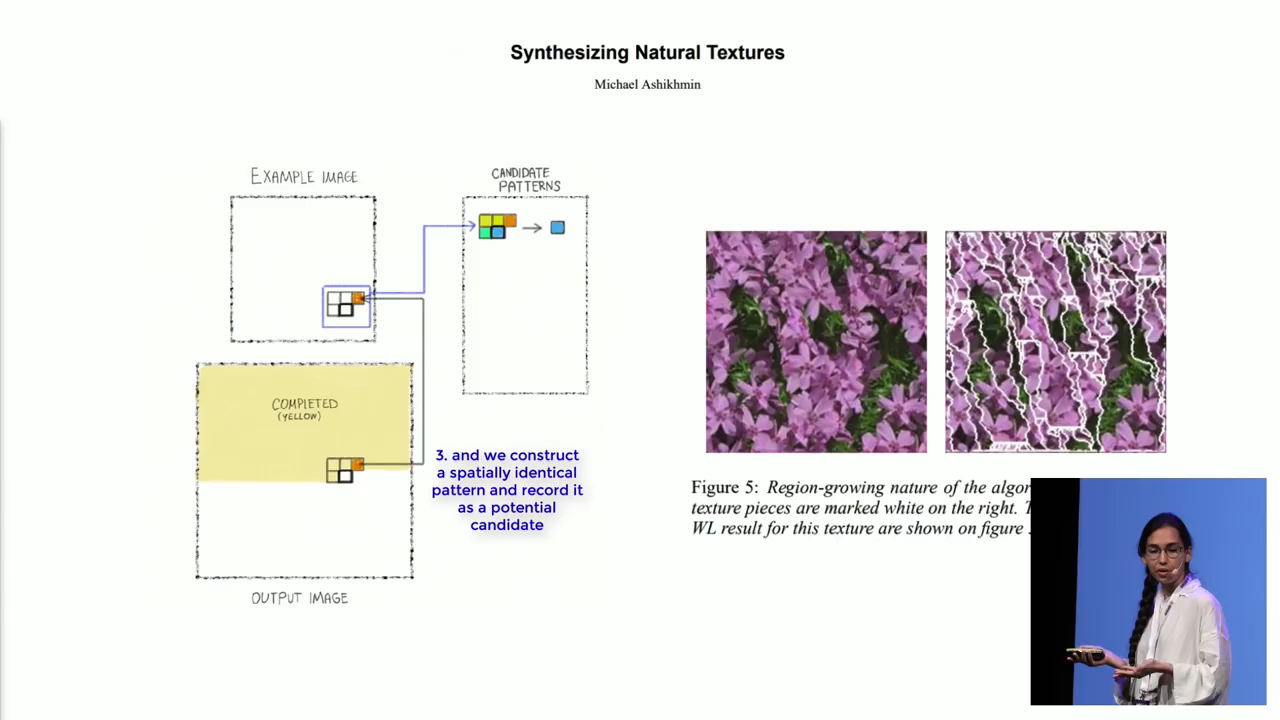 Synthesizing Natural Textures
Michael Ashikhmin
EXAMPLE IMAGE
CANDIDATE
PATTERNS
COMPLETED
(YELLOW)
3. and we construct
a spatially identical
pattern and record it
as a potential
candidate
OUTPUT IMAGE
Figure 5: Region-growing nature of the
texture pieces are marked white on the right.
WL result for this texture are shown on figure